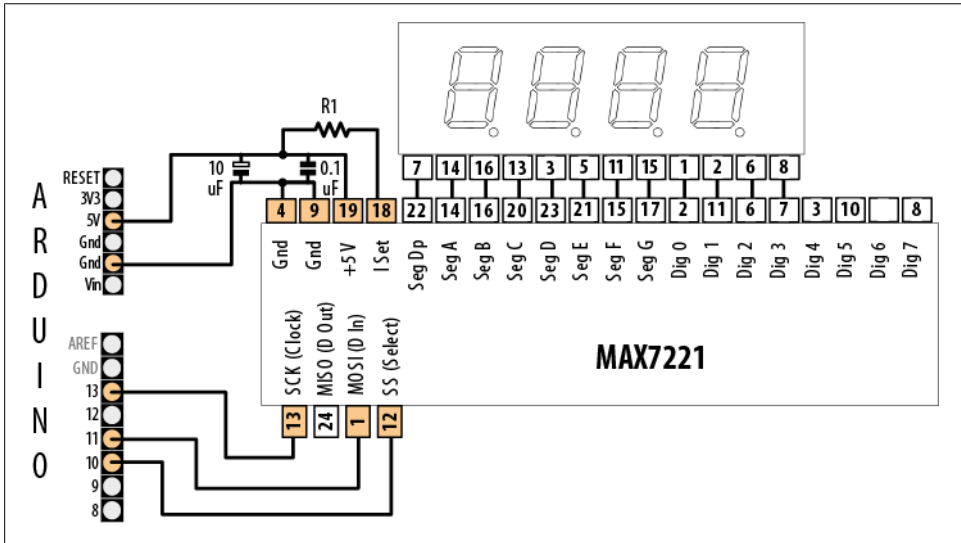 R1
10 uF
0.1 uF
ARDUINO
RESET
3V3
5V
Gnd
Gnd
Vin
AREF
GND
13
12
11
10
9
8
7 14 16 13 3 5 11 15 1 2 6 8
4 9 19 18 22 14 16 20 23 21 15 17 2 11 6 7 3 10 8
Gnd
Gnd
+5V
I Set
Seg Dp
Seg A
Seg B
Seg C
Seg D
Seg E
Seg F
Seg G
Dig 0
Dig 1
Dig 2
Dig 3
Dig 4
Dig 5
Dig 6
Dig 7
MAX7221
SCK (Clock)
MISO (D Out)
MOSI (D In)
SS (Select)
13 24 1 12